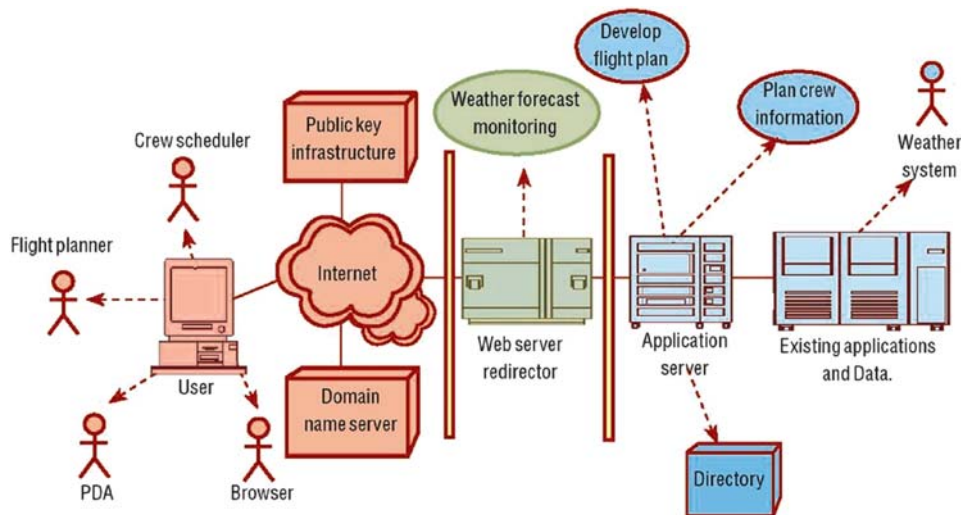 Develop
flight plan
Plan crew
information
Weather forecast
monitoring
Public key
infrastructure
Crew scheduler
Weather
system
Flight planner
Internet
User
Web server
redirector
Application
server
Existing applications
and Data.
Domain
name server
PDA
Browser
Directory